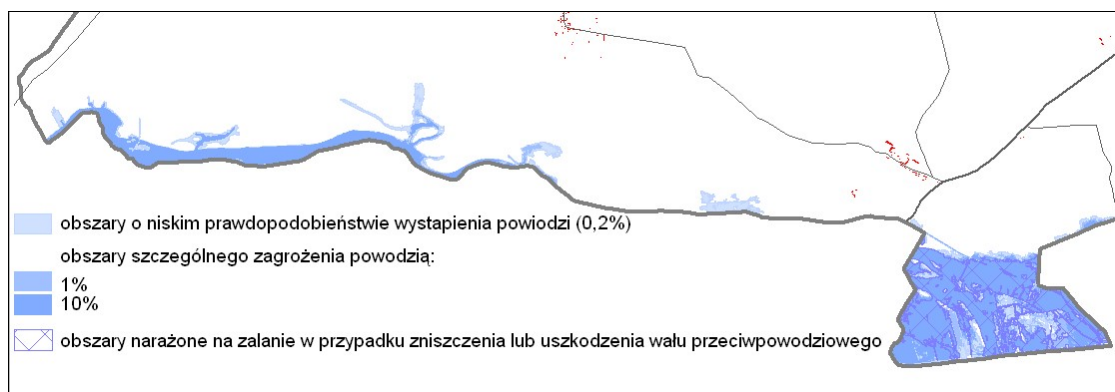 obszary o niskim prawdopodobieństwie wystąpienia powiodzi (0,2%)
obszary szczególnego zagrożenia powodzią:
1%
10%
obszary narażone na zalanie w przypadku zniszczenia lub uszkodzenia wału przeciwpowodziowego